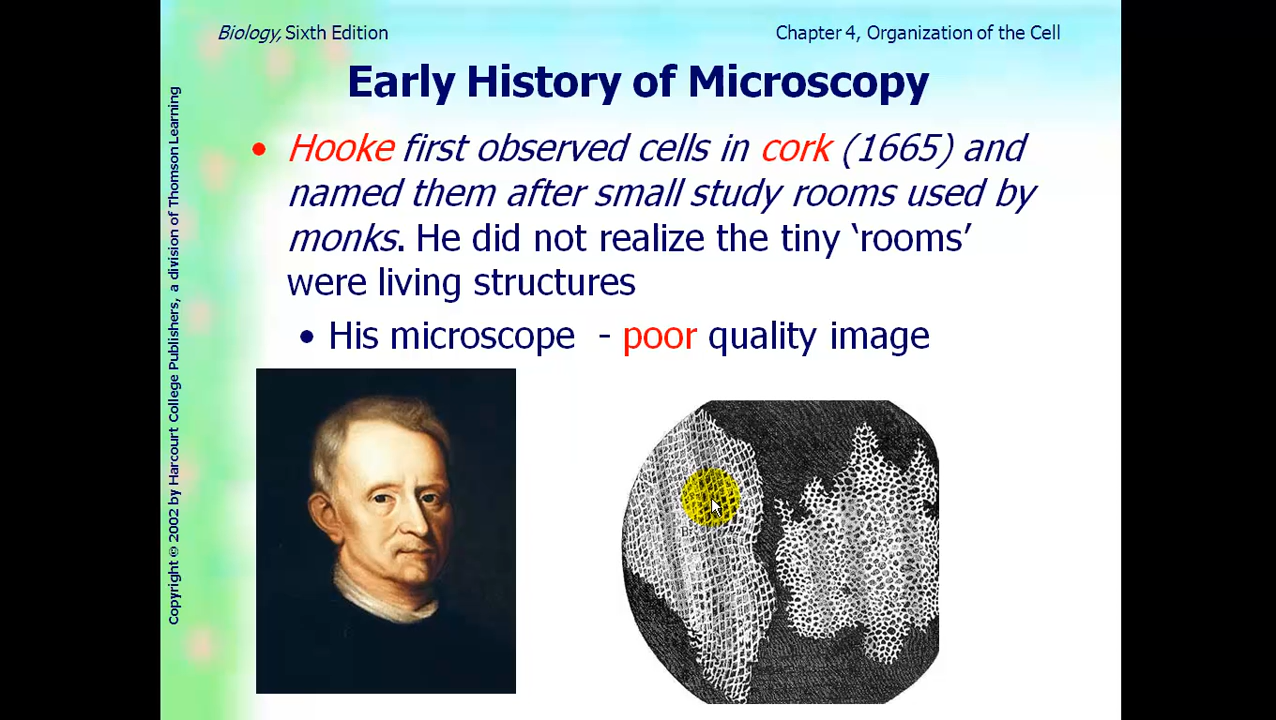 Biology, Sixth Edition
Chapter 4, Organization of the Cell
Early History of Microscopy
• Hooke first observed cells in cork (1665) and
named them after small study rooms used by
monks. He did not realize the tiny ‘rooms’
were living structures
• His microscope - poor quality image
Copyright © 2002 by Harcourt College Publishers, a division of Thomson Learning